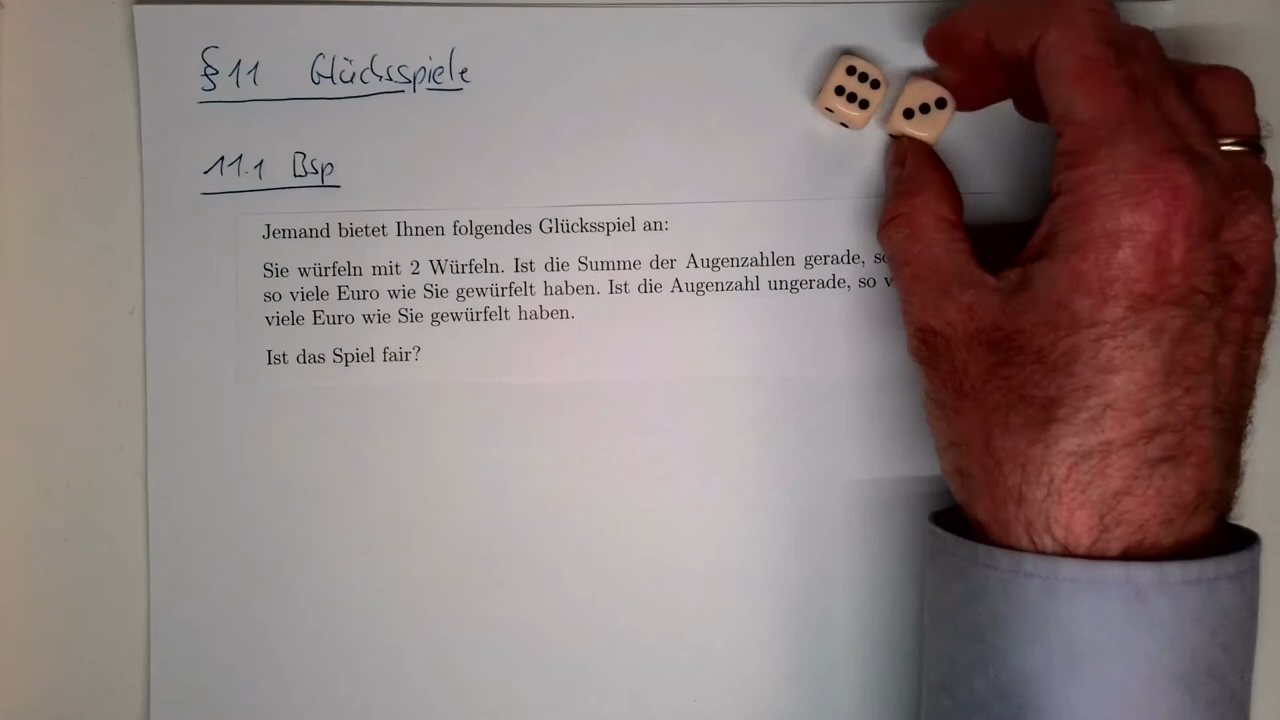 § 11 Glücksspiele
11.1 Bsp
Jemand bietet Ihnen folgendes Glücksspiel an:
Sie würfeln mit 2 Würfeln. Ist die Summe der Augenzahlen gerade,
so viele Euro wie Sie gewürfelt haben. Ist die Augenzahl ungerade, so
viele Euro wie Sie gewürfelt haben.
Ist das Spiel fair?